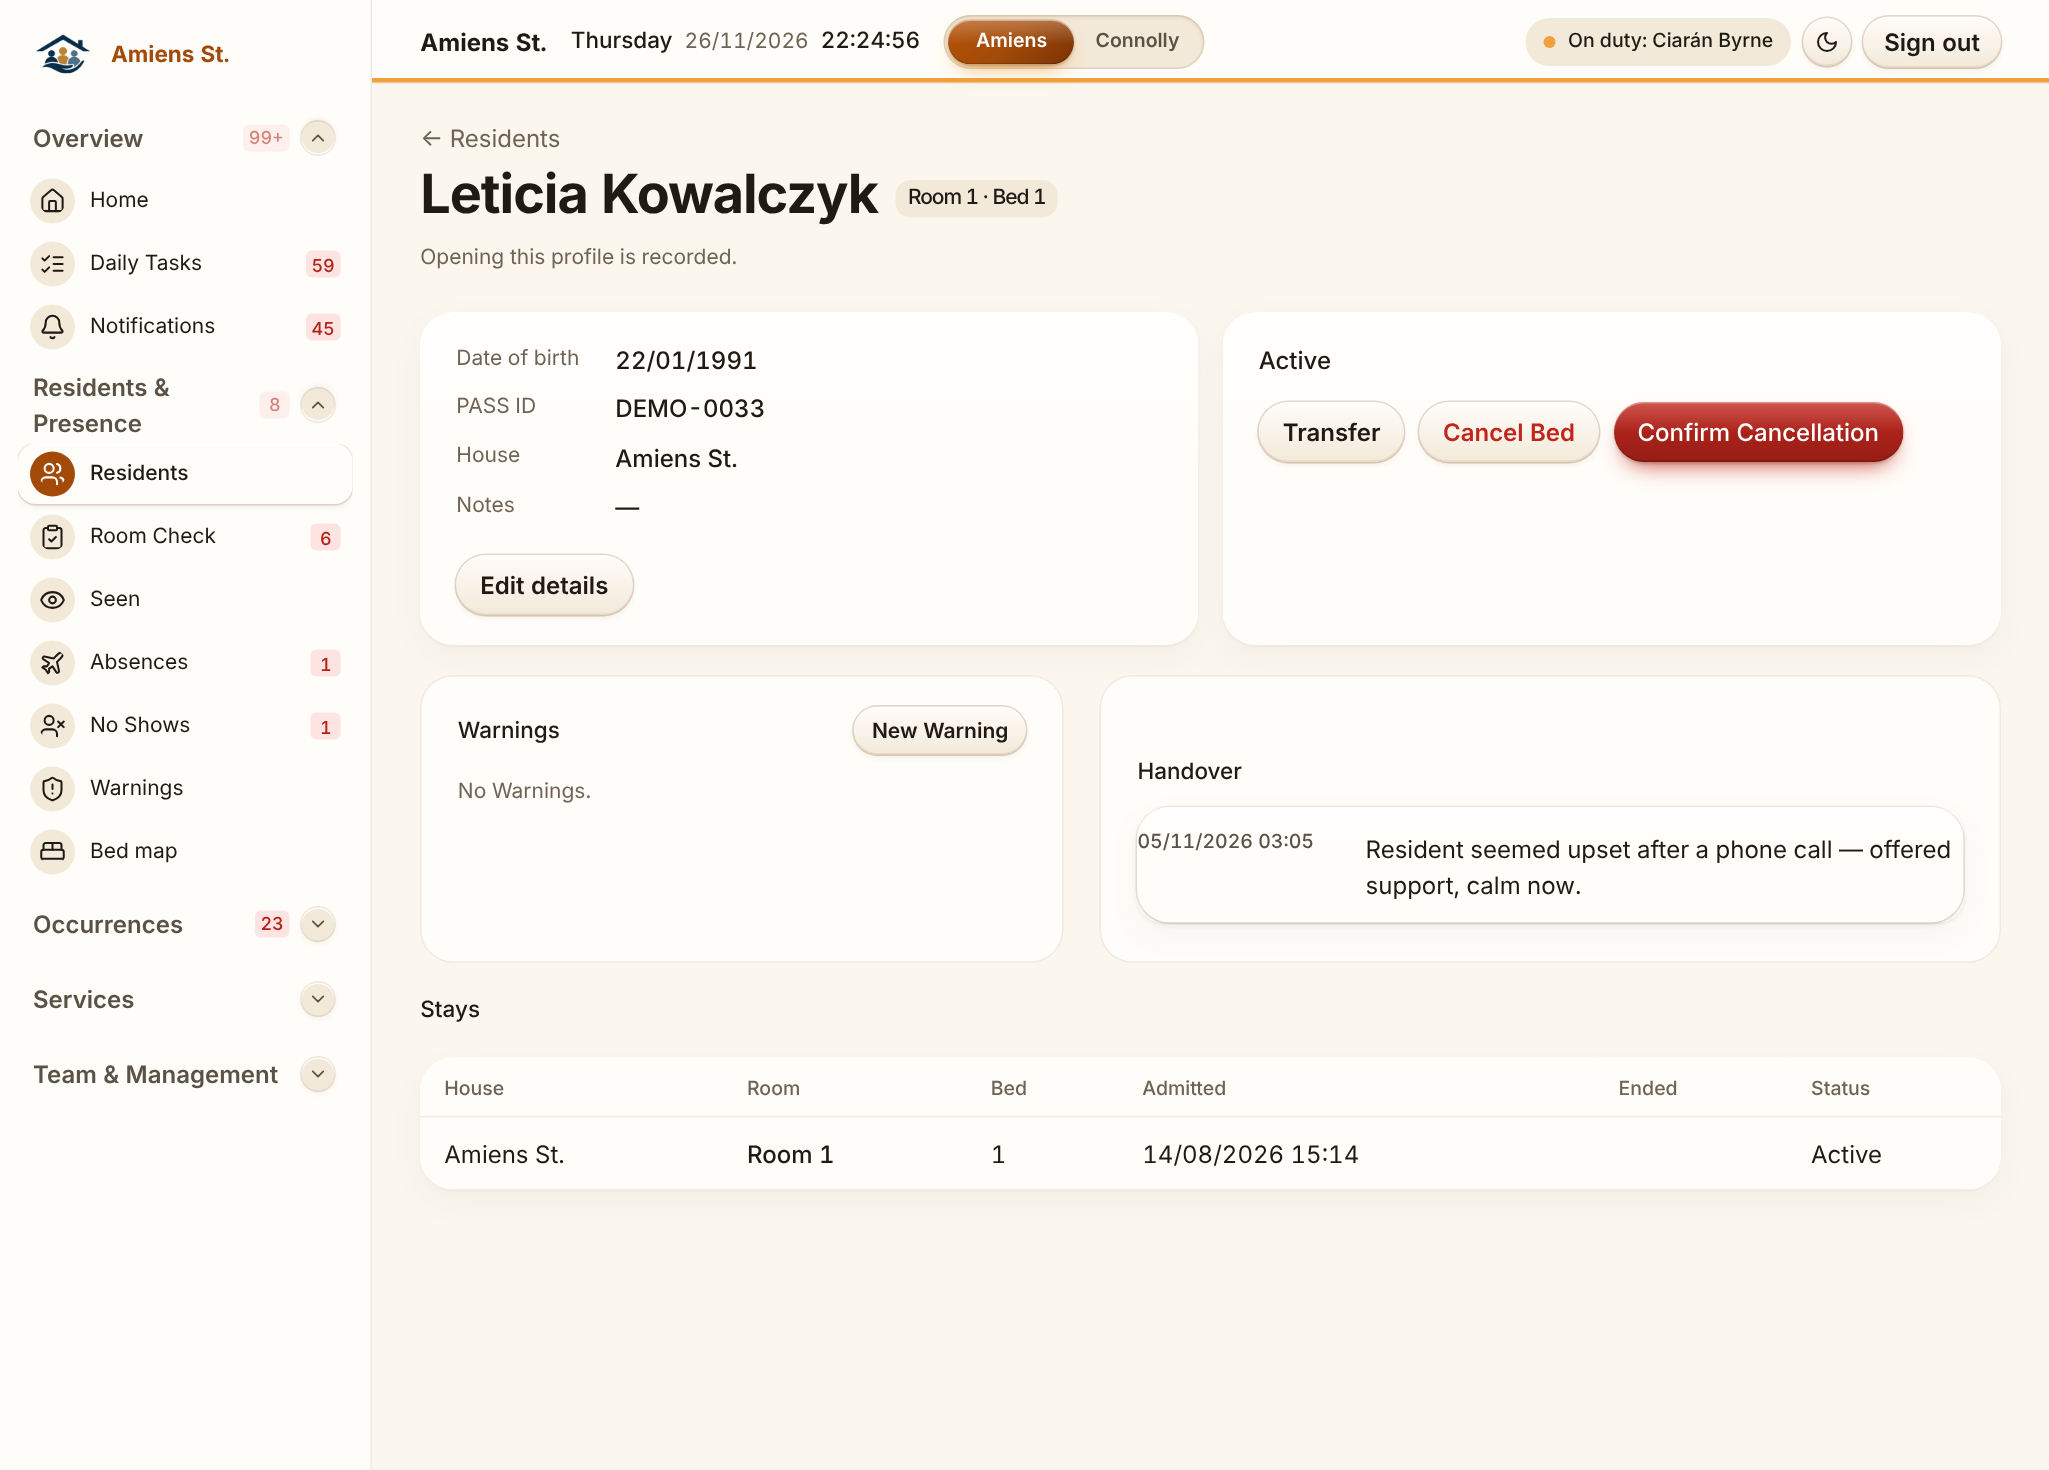 Amiens St.
Overview 99+
Home
Daily Tasks 59
Notifications 45
Residents &
Presence 8
Residents
Room Check 6
Seen
Absences 1
No Shows 1
Warnings
Bed map
Occurrences 23
Services
Team & Management
Amiens St. Thursday 26/11/2026 22:24:56 Amiens Connolly On duty: Ciarán Byrne Sign out
← Residents
Leticia Kowalczyk Room 1 · Bed 1
Opening this profile is recorded.
Date of birth 22/01/1991
PASS ID DEMO-0033
House Amiens St.
Notes —
Edit details
Active
Transfer Cancel Bed Confirm Cancellation
Warnings New Warning
No Warnings.
Handover
05/11/2026 03:05 Resident seemed upset after a phone call — offered
support, calm now.
Stays
House Room Bed Admitted Ended Status
Amiens St. Room 1 1 14/08/2026 15:14 Active